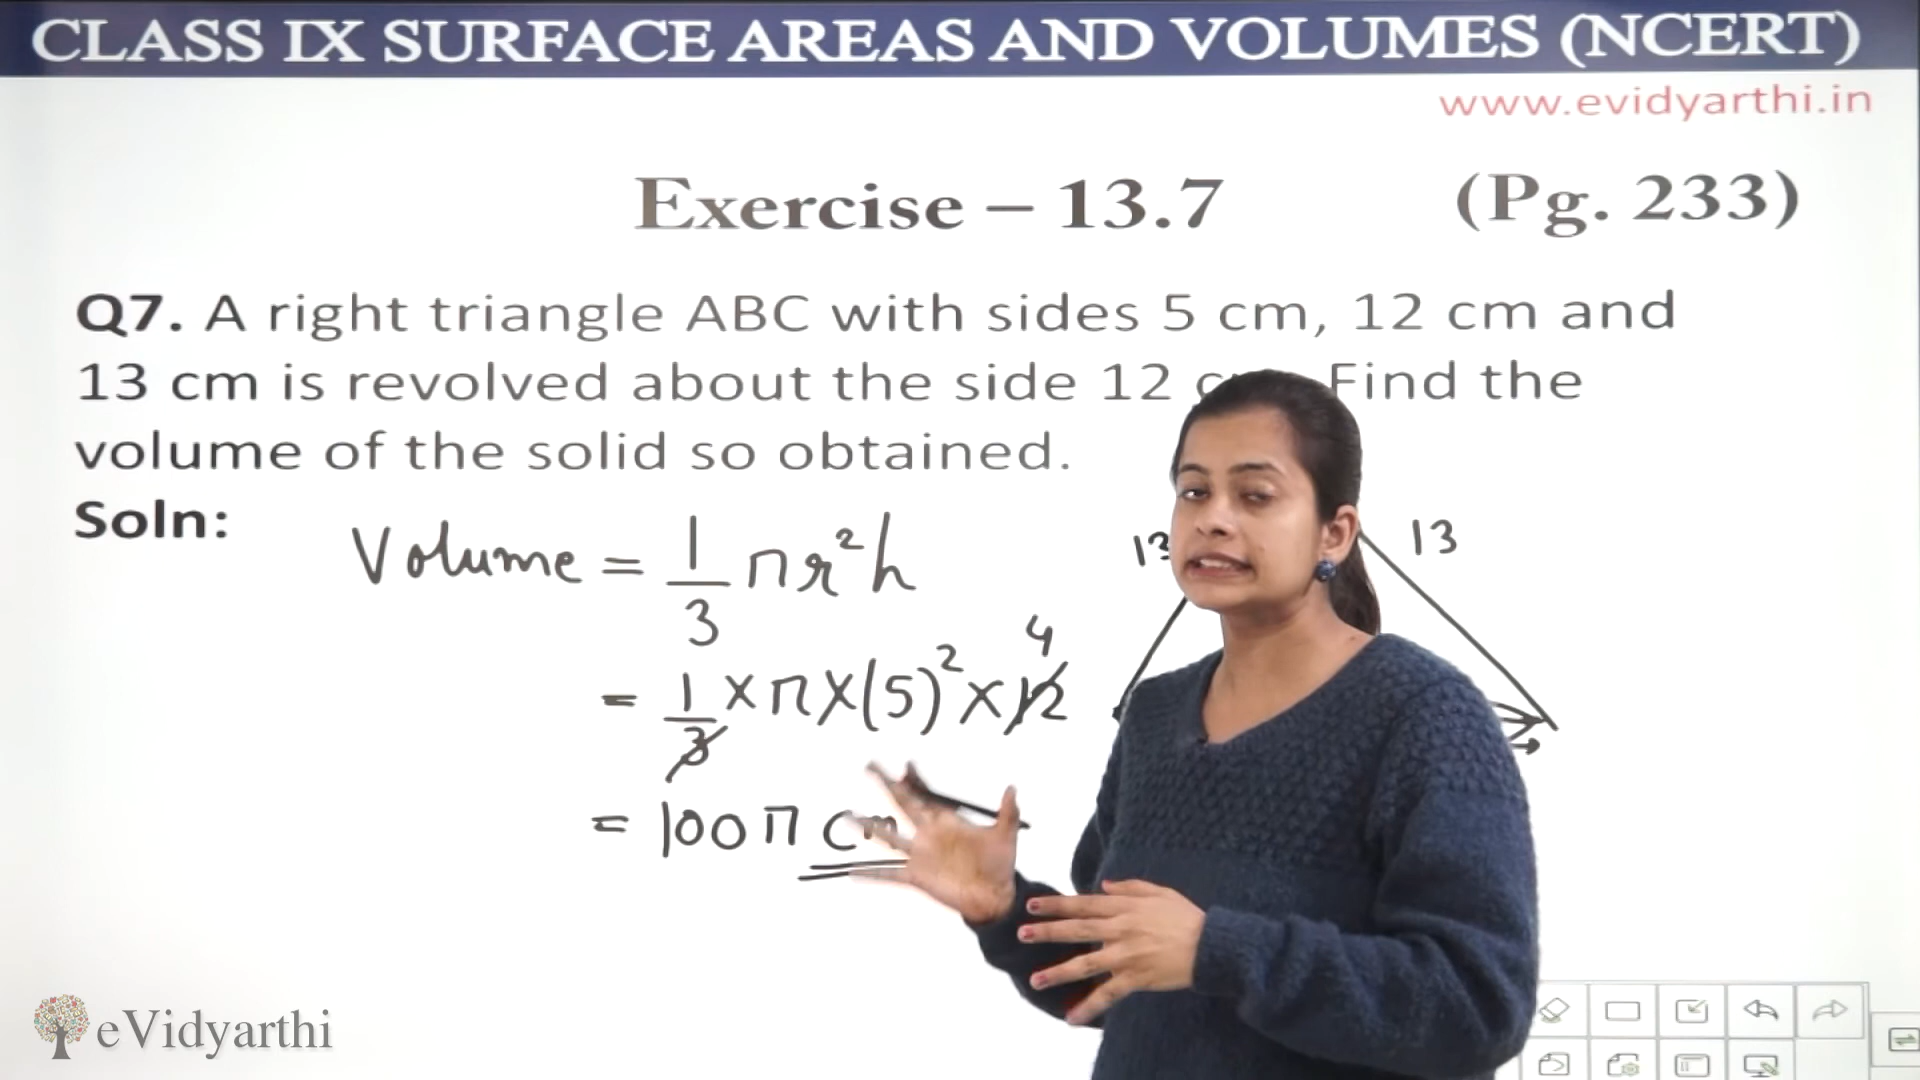 CLASS IX SURFACE AREAS AND VOLUMES (NCERT)
www.evidyarthi.in
Exercise – 13.7 (Pg. 233)
Q7. A right triangle ABC with sides 5 cm, 12 cm and
13 cm is revolved about the side 12 Find the
volume of the solid so obtained.
Soln:
Volume = 1/3 πr²h
= 1/3 × π × (5)² × 12 4
= 100 π cm
13
13
eVidyarthi